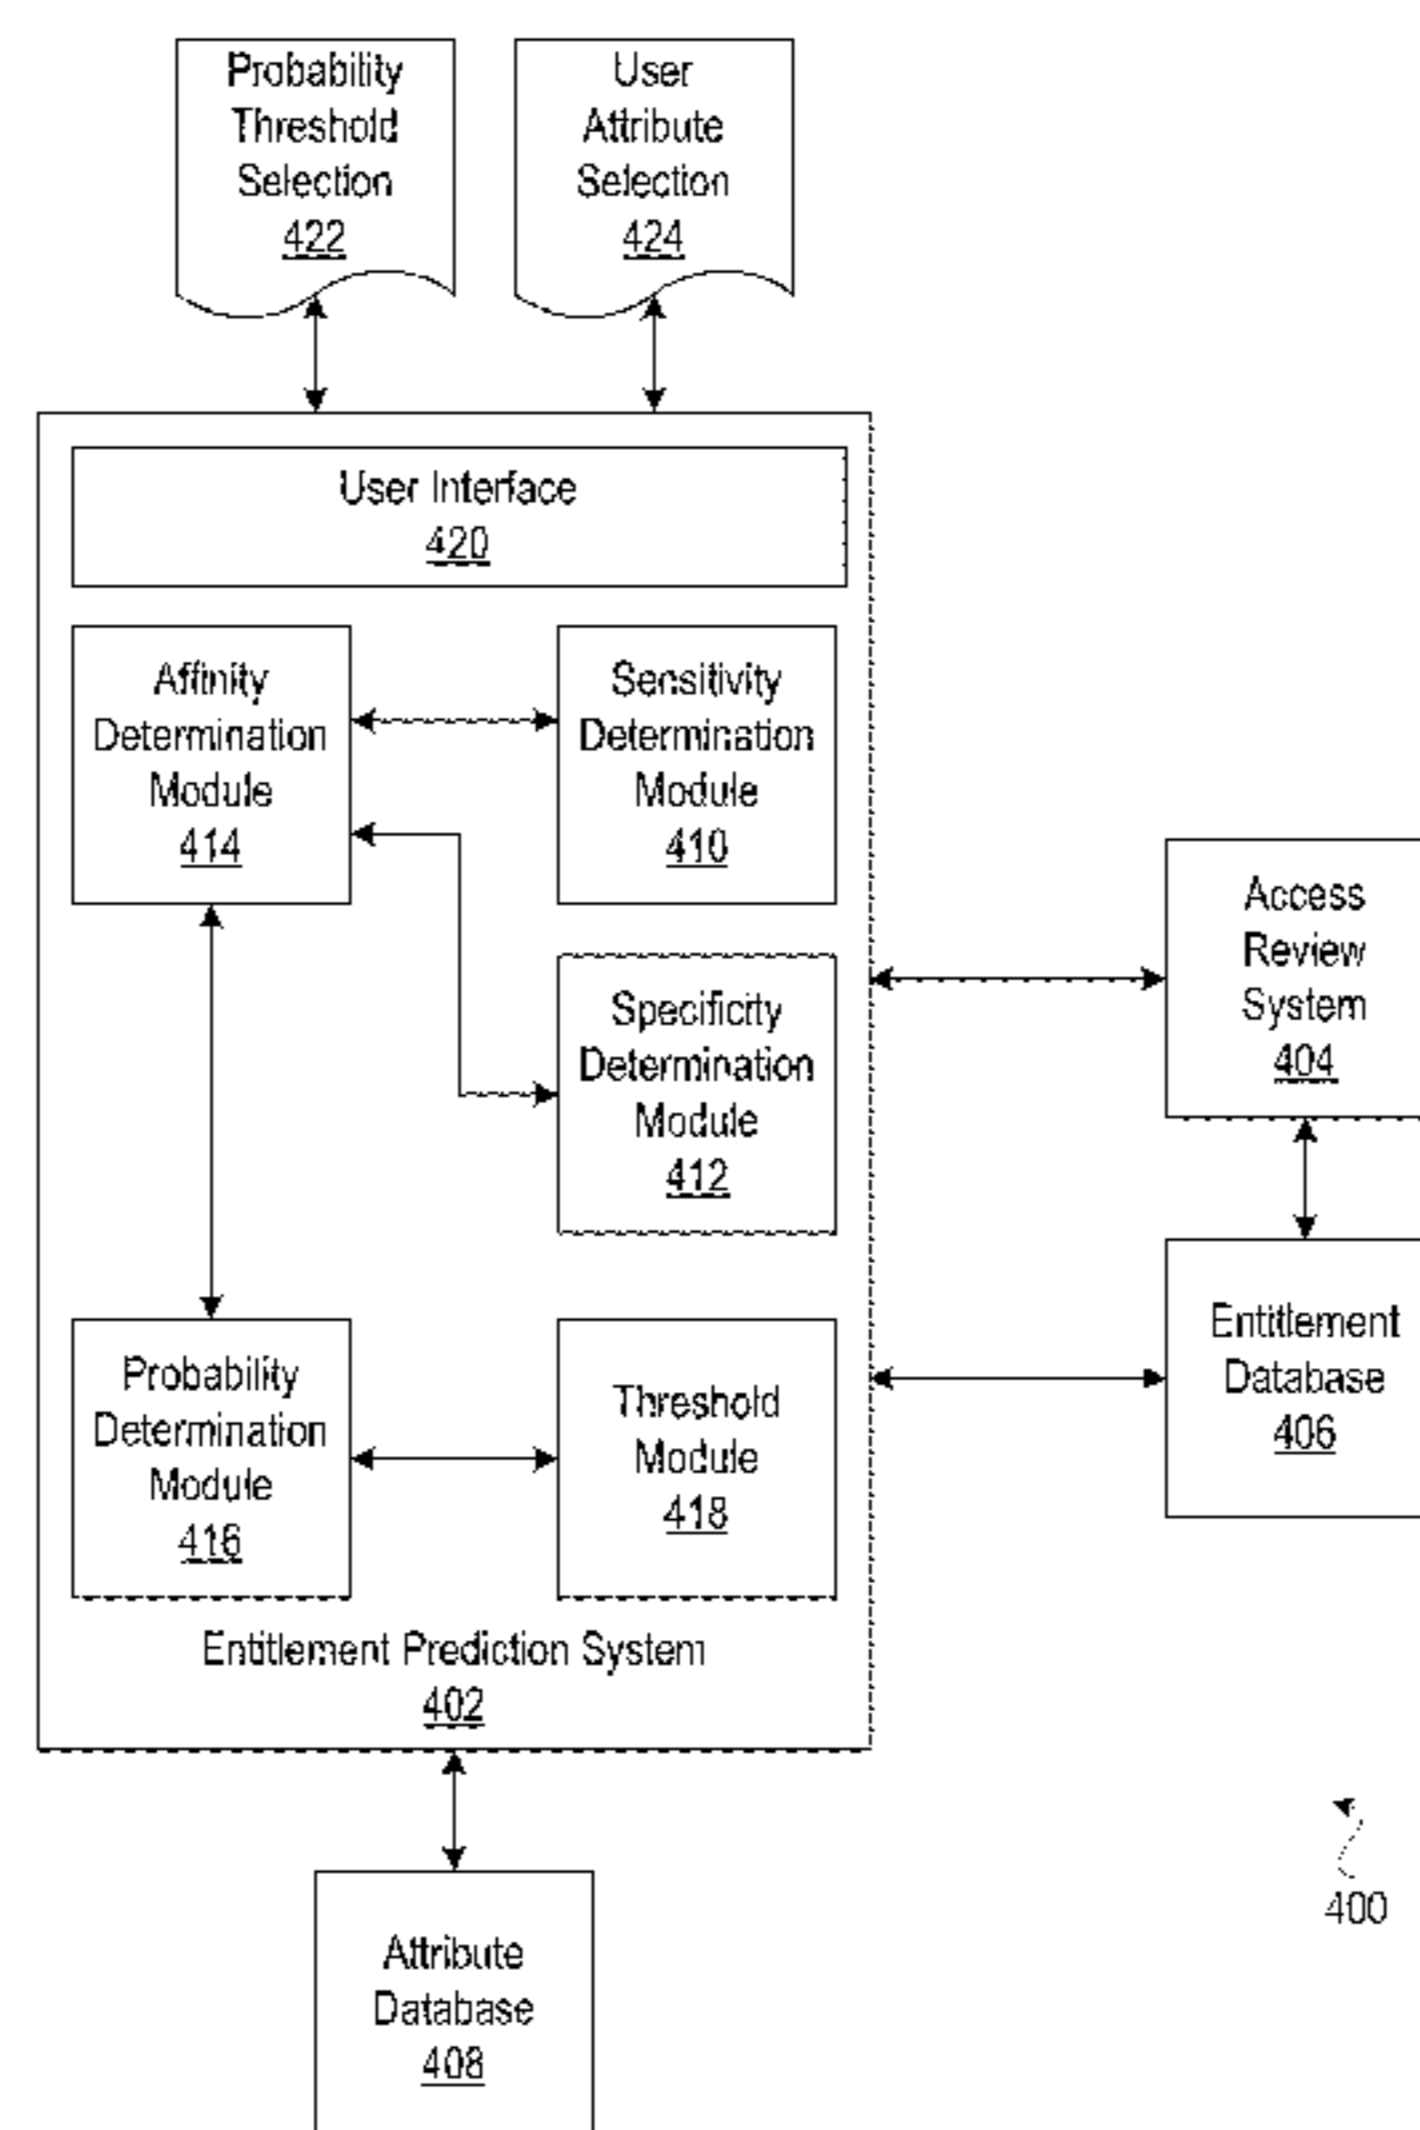 Probability
Threshold
Selection
422
User
Attribute
Selection
424
User Interface
420
Affinity
Determination
Module
414
Sensitivity
Determination
Module
410
Specificity
Determination
Module
412
Access
Review
System
404
Probability
Determination
Module
416
Threshold
Module
418
Entitlement
Database
406
Entitlement Prediction System
402
Attribute
Database
408
400